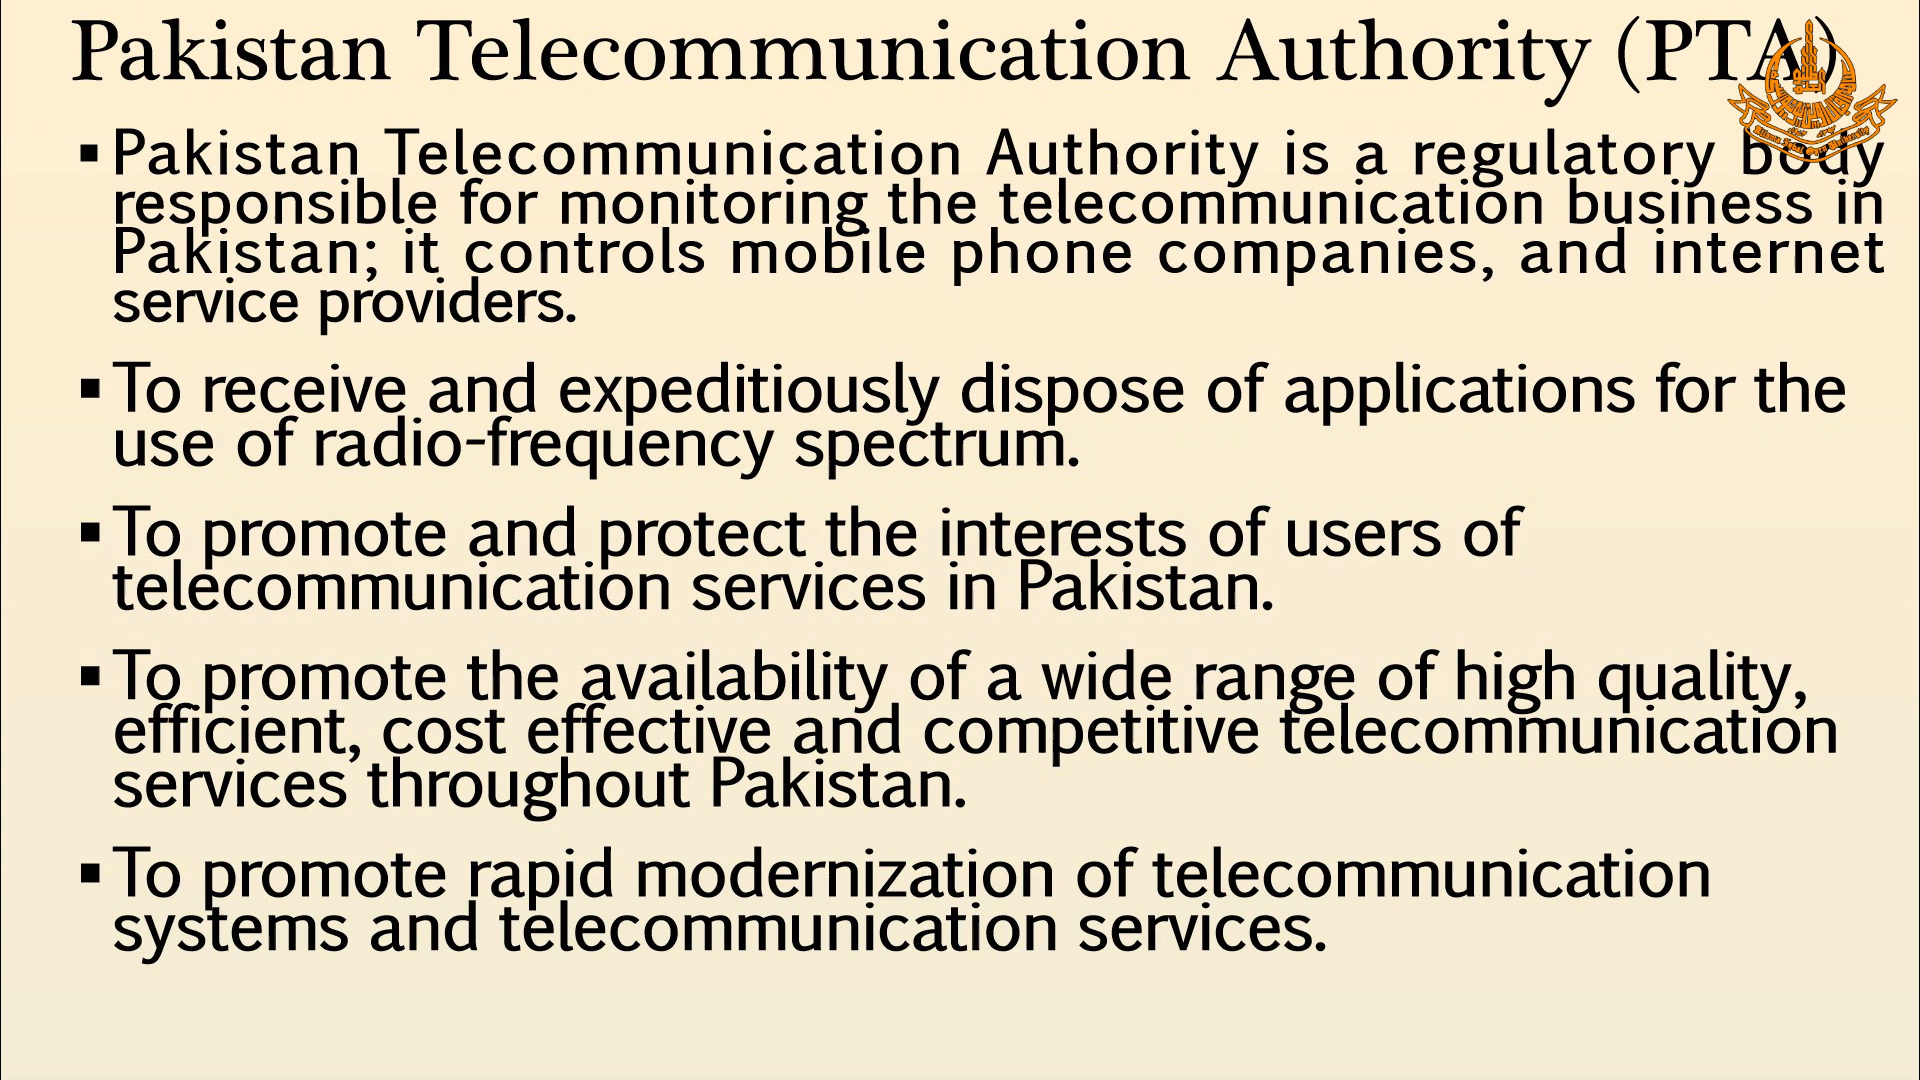 Pakistan Telecommunication Authority (PTA)
▪ Pakistan Telecommunication Authority is a regulatory body
responsible for monitoring the telecommunication business in
Pakistan; it controls mobile phone companies, and internet
service providers.
▪ To receive and expeditiously dispose of applications for the
use of radio-frequency spectrum.
▪ To promote and protect the interests of users of
telecommunication services in Pakistan.
▪ To promote the availability of a wide range of high quality,
efficient, cost effective and competitive telecommunication
services throughout Pakistan.
▪ To promote rapid modernization of telecommunication
systems and telecommunication services.